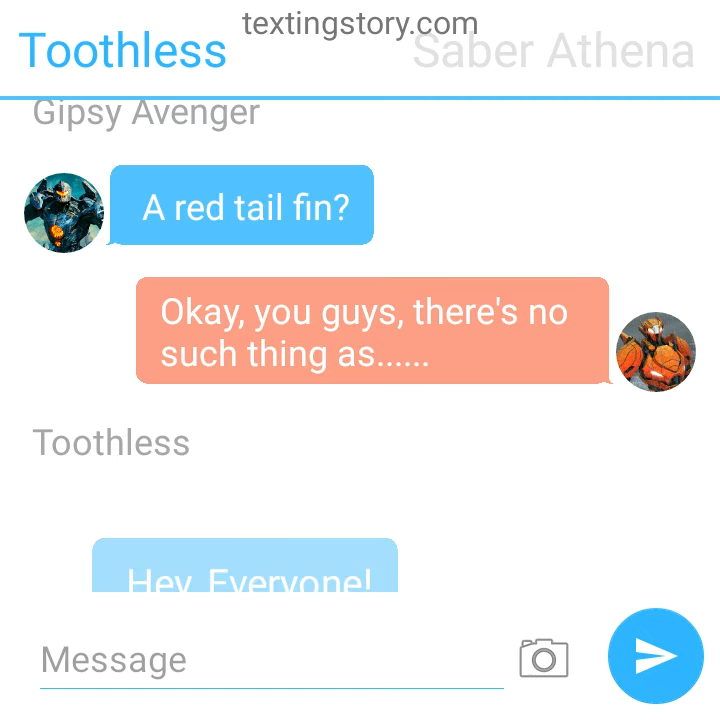 textingstory.com
Toothless
Saber Athena
Gipsy Avenger
A red tail fin?
Okay, you guys, there's no
such thing as......
Toothless
Hey, Everyone!
Message